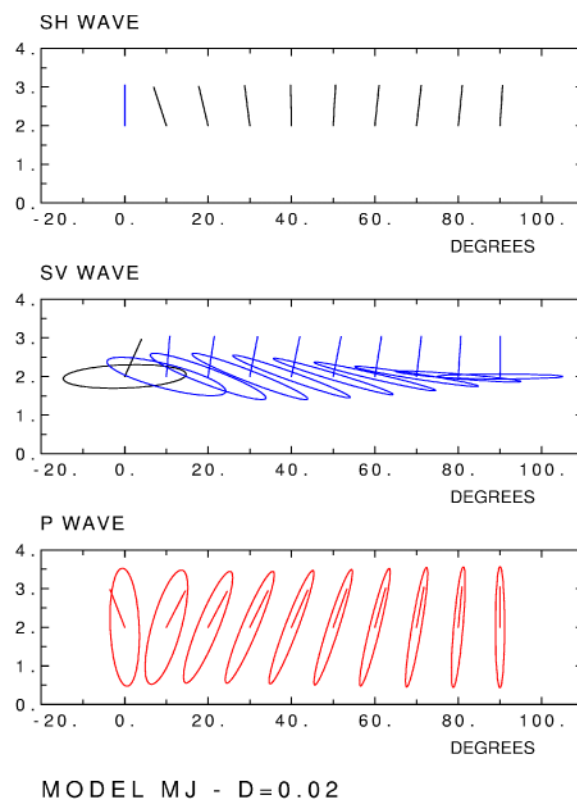 SH WAVE
4.
3.
2.
1.
0.
-20. 0. 20. 40. 60. 80. 100.
DEGREES
SV WAVE
4.
3.
2.
1.
0.
-20. 0. 20. 40. 60. 80. 100.
DEGREES
P WAVE
4.
3.
2.
1.
0.
-20. 0. 20. 40. 60. 80. 100.
DEGREES
MODEL MJ - D=0.02